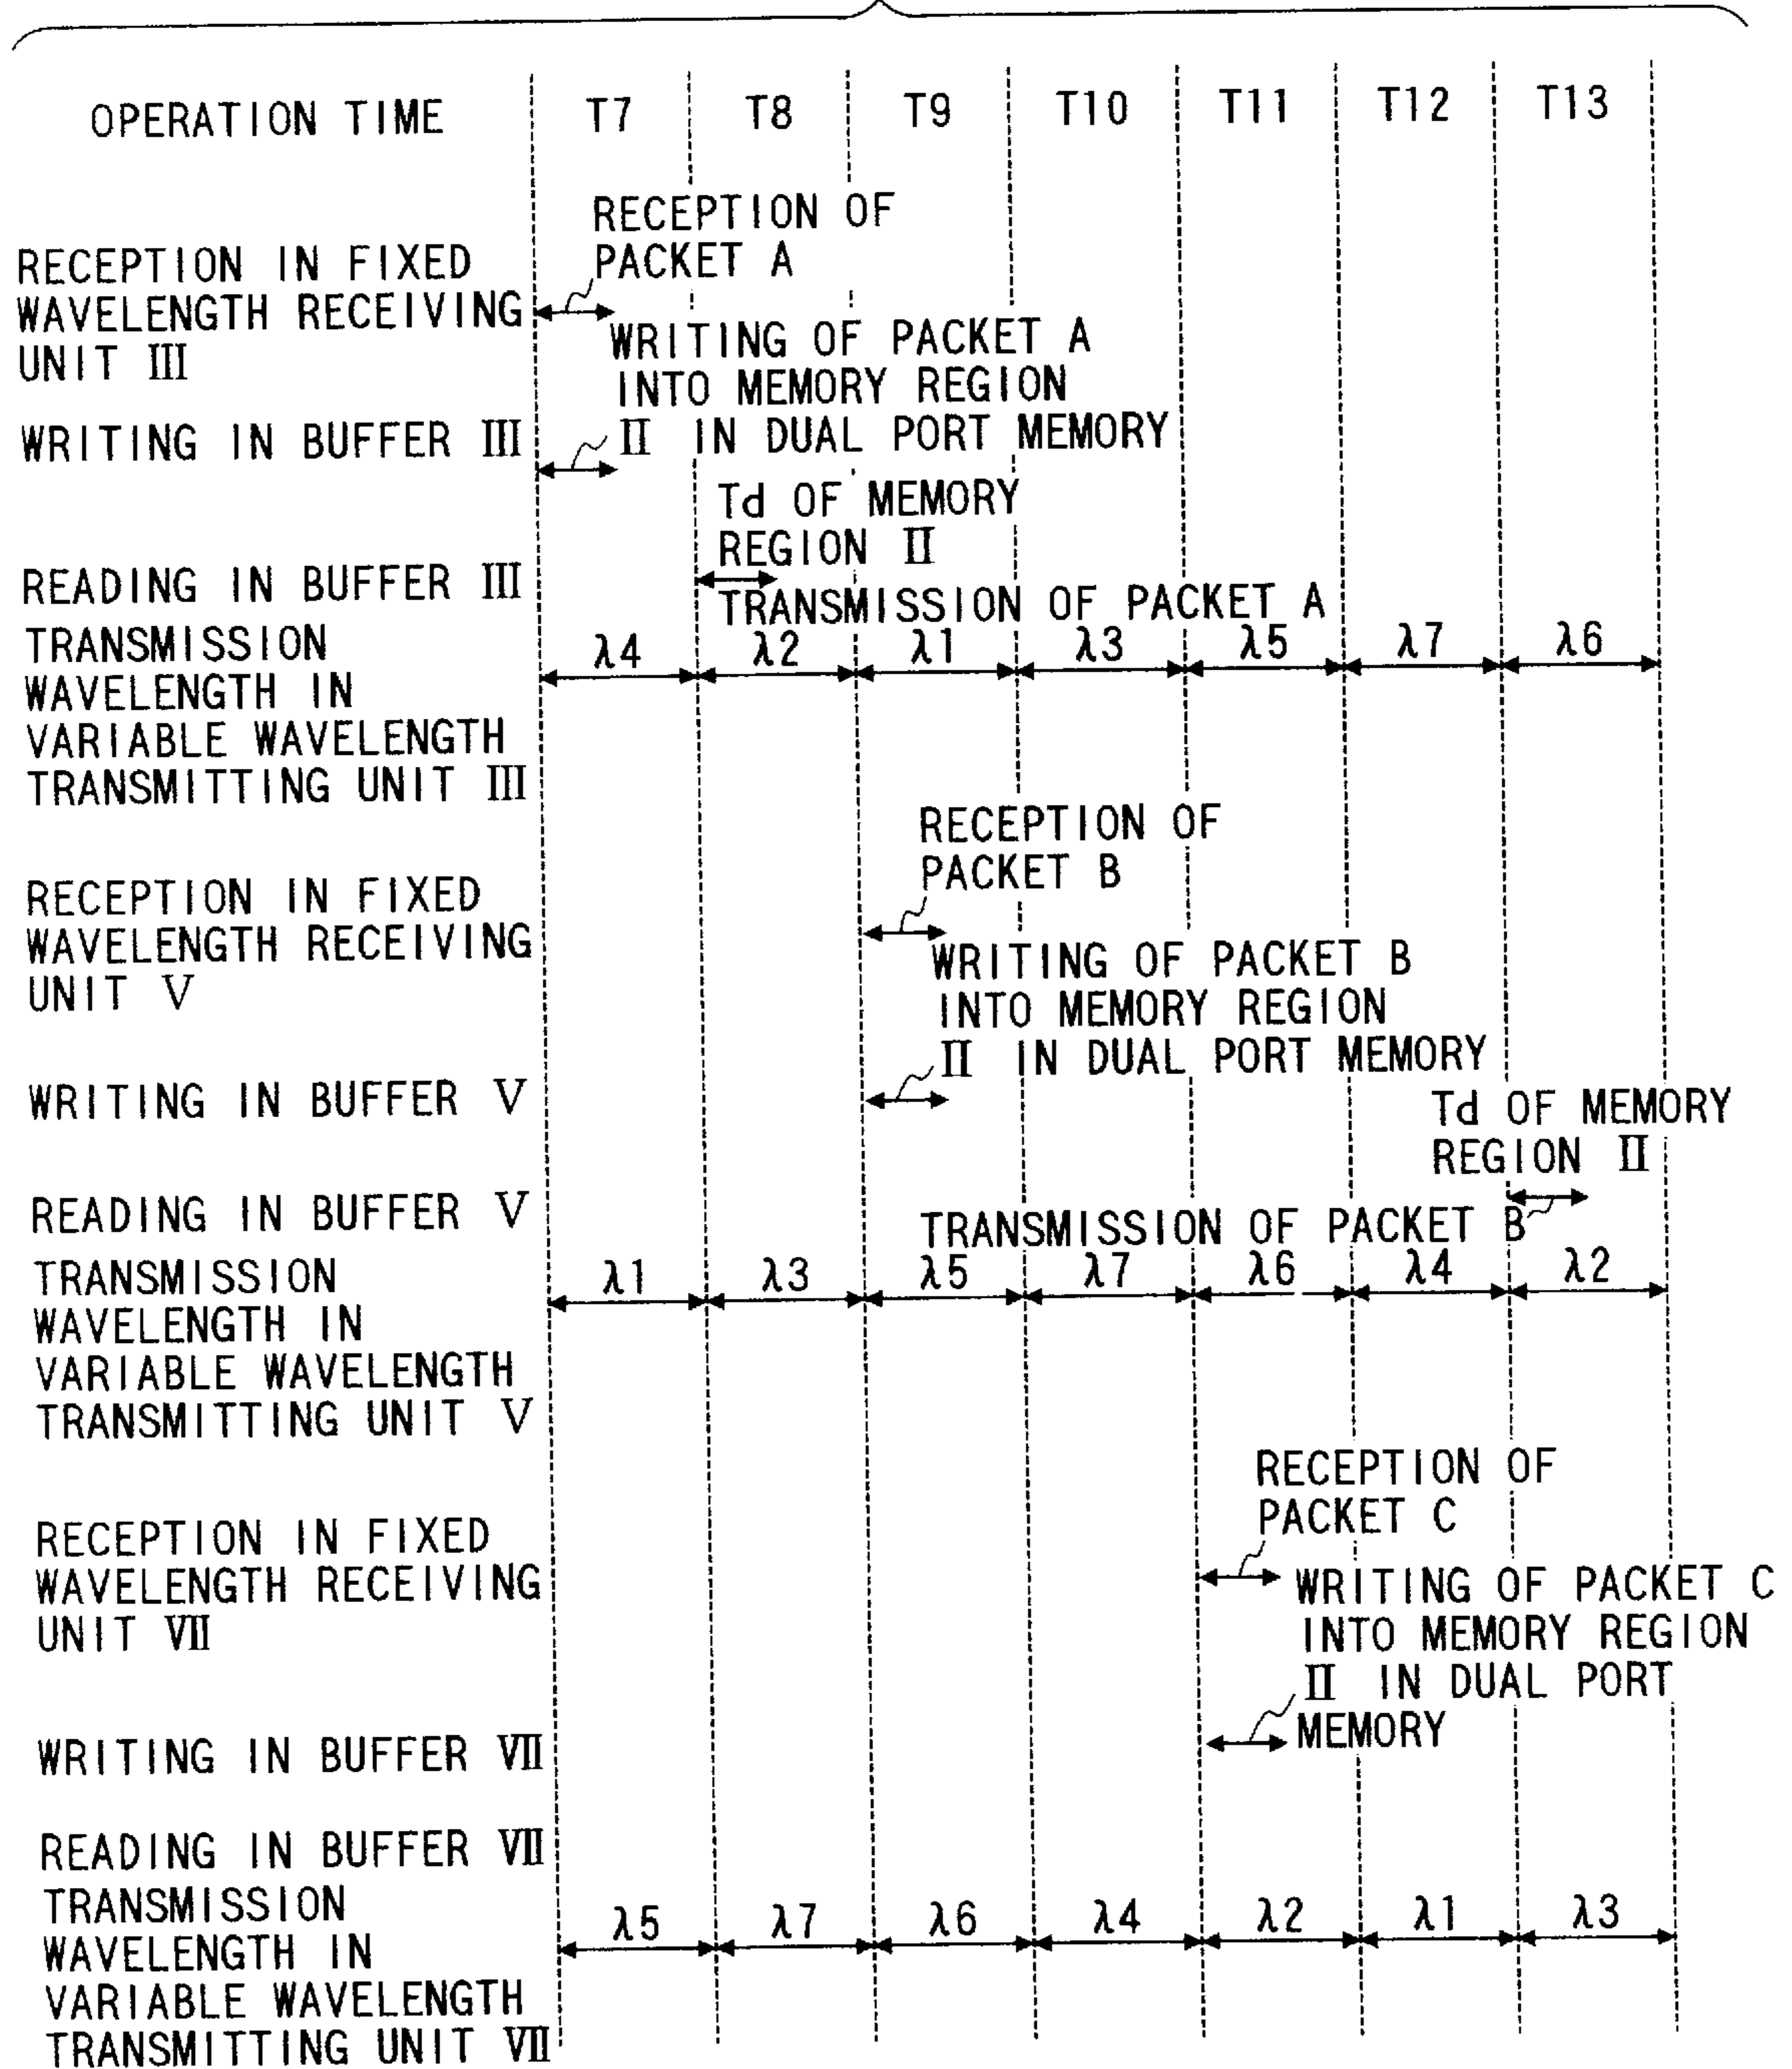 OPERATION TIME T7 T8 T9 T10 T11 T12 T13
RECEPTION OF
PACKET A
RECEPTION IN FIXED
WAVELENGTH RECEIVING
UNIT III
WRITING OF PACKET A
INTO MEMORY REGION
II IN DUAL PORT MEMORY
WRITING IN BUFFER III
Td OF MEMORY
REGION II
READING IN BUFFER III
TRANSMISSION OF PACKET A
TRANSMISSION
WAVELENGTH IN
VARIABLE WAVELENGTH
TRANSMITTING UNIT III
λ4 λ2 λ1 λ3 λ5 λ7 λ6
RECEPTION OF
PACKET B
RECEPTION IN FIXED
WAVELENGTH RECEIVING
UNIT V
WRITING OF PACKET B
INTO MEMORY REGION
II IN DUAL PORT MEMORY
WRITING IN BUFFER V
Td OF MEMORY
REGION II
READING IN BUFFER V
TRANSMISSION OF PACKET B
TRANSMISSION
WAVELENGTH IN
VARIABLE WAVELENGTH
TRANSMITTING UNIT V
λ1 λ3 λ5 λ7 λ6 λ4 λ2
RECEPTION OF
PACKET C
RECEPTION IN FIXED
WAVELENGTH RECEIVING
UNIT VII
WRITING OF PACKET C
INTO MEMORY REGION
II IN DUAL PORT
MEMORY
WRITING IN BUFFER VII
READING IN BUFFER VII
TRANSMISSION
WAVELENGTH IN
VARIABLE WAVELENGTH
TRANSMITTING UNIT VII
λ5 λ7 λ6 λ4 λ2 λ1 λ3